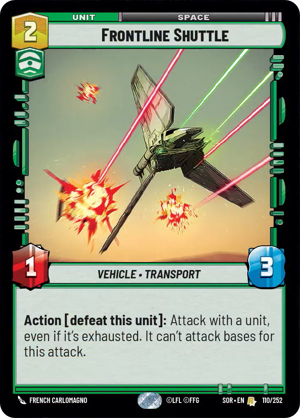 UNIT SPACE
2
FRONTLINE SHUTTLE
1
3
VEHICLE • TRANSPORT
Action [defeat this unit]: Attack with a unit,
even if it's exhausted. It can't attack bases for
this attack.
FRENCH CARLOMAGNO ©LFL ©FFG SOR • EN 110/252